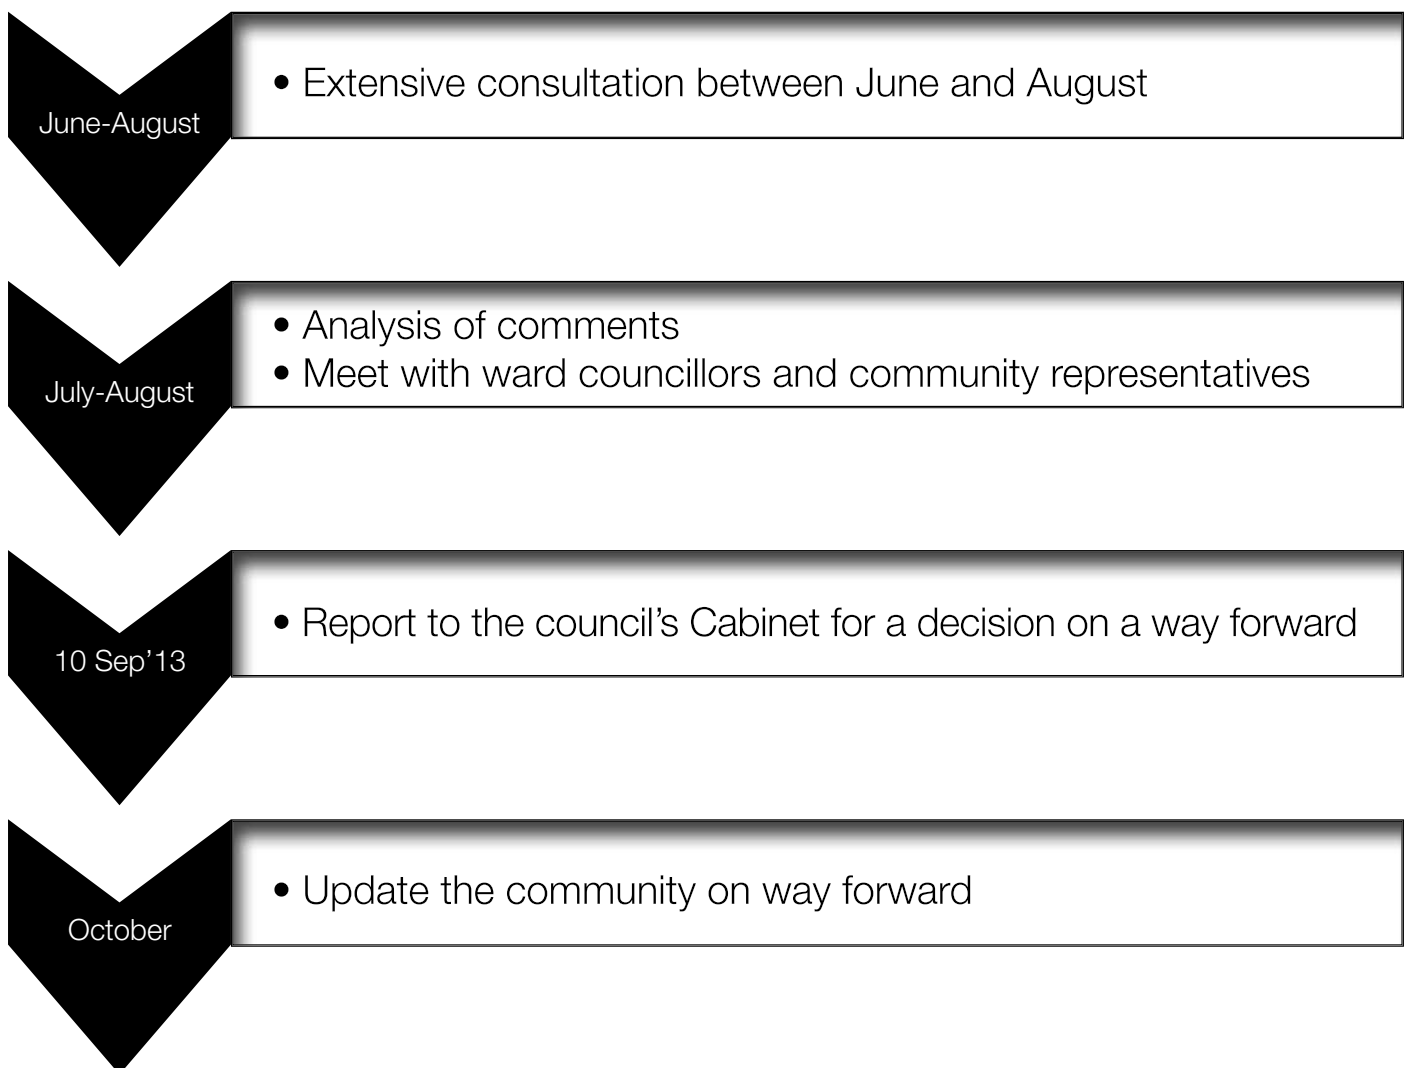 June-August
• Extensive consultation between June and August
July-August
• Analysis of comments
• Meet with ward councillors and community representatives
10 Sep’13
• Report to the council’s Cabinet for a decision on a way forward
October
• Update the community on way forward